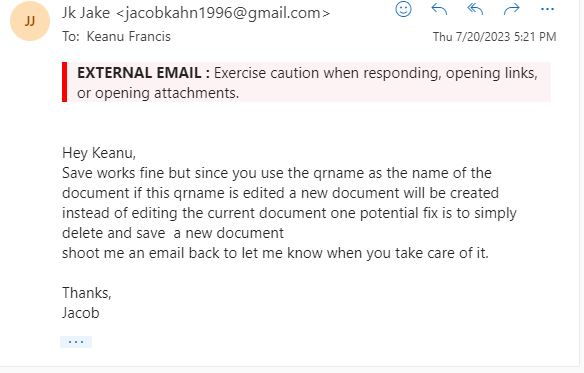 JJ
Jk Jake <jacobkahn1996@gmail.com>
To: Keanu Francis
Thu 7/20/2023 5:21 PM
EXTERNAL EMAIL : Exercise caution when responding, opening links,
or opening attachments.
Hey Keanu,
Save works fine but since you use the qrname as the name of the
document if this qrname is edited a new document will be created
instead of editing the current document one potential fix is to simply
delete and save  a new document
shoot me an email back to let me know when you take care of it.
Thanks,
Jacob